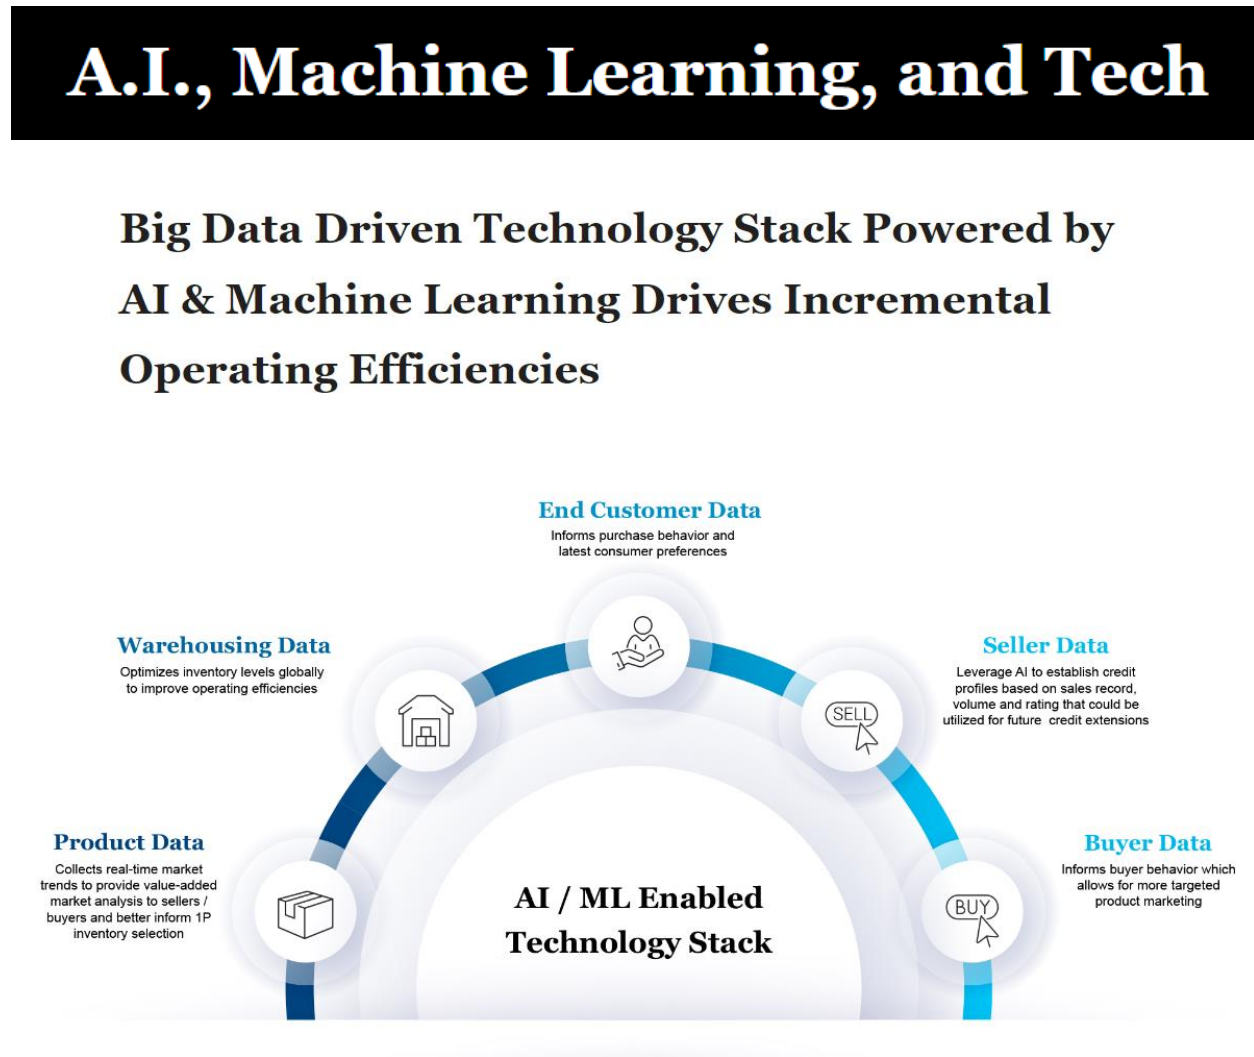 A.I., Machine Learning, and Tech
Big Data Driven Technology Stack Powered by
AI & Machine Learning Drives Incremental
Operating Efficiencies
End Customer Data
Informs purchase behavior and
latest consumer preferences
Warehousing Data
Optimizes inventory levels globally
to improve operating efficiencies
Seller Data
Leverage AI to establish credit
profiles based on sales record,
volume and rating that could be
utilized for future credit extensions
SELL
Product Data
Collects real-time market
trends to provide value-added
market analysis to sellers /
buyers and better inform 1P
inventory selection
Buyer Data
Informs buyer behavior which
allows for more targeted
product marketing
BUY
AI / ML Enabled
Technology Stack